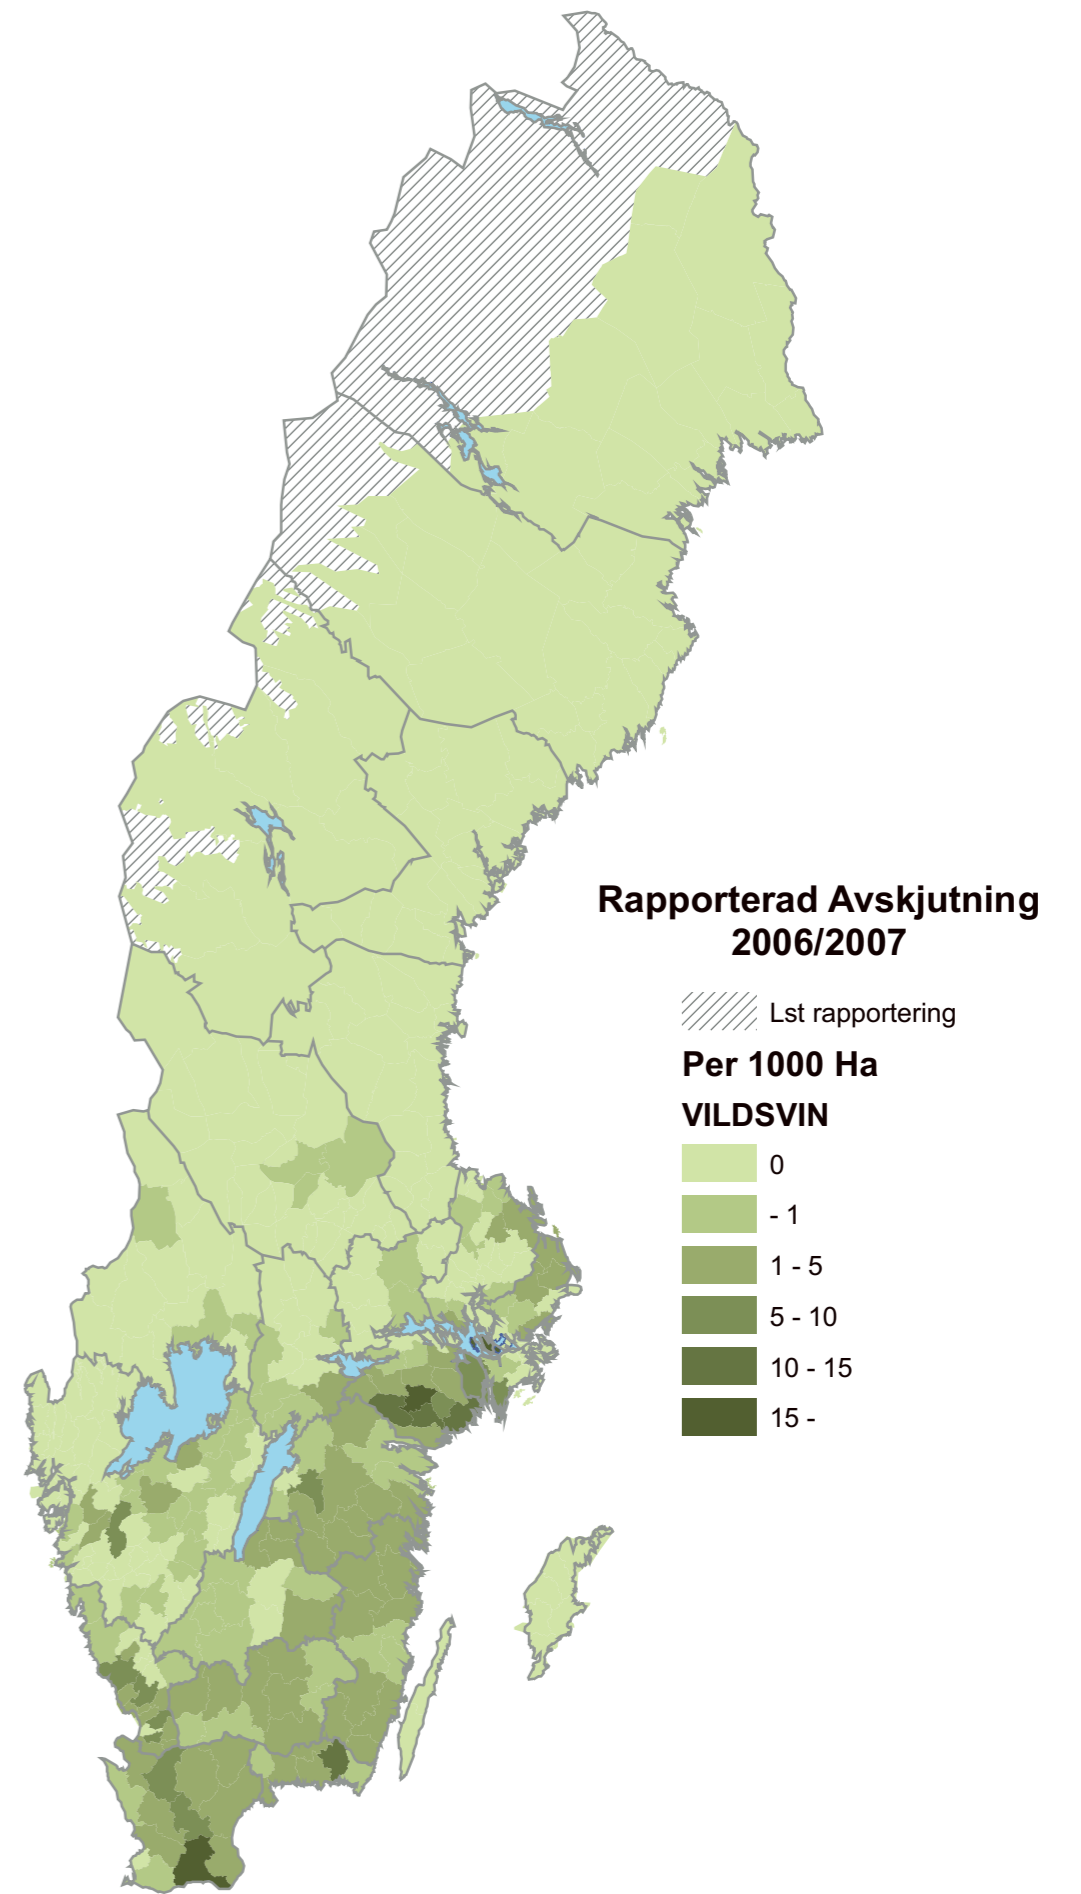 Rapporterad Avskjutning
2006/2007
Lst rapportering
Per 1000 Ha
VILDSVIN
0
- 1
1 - 5
5 - 10
10 - 15
15 -